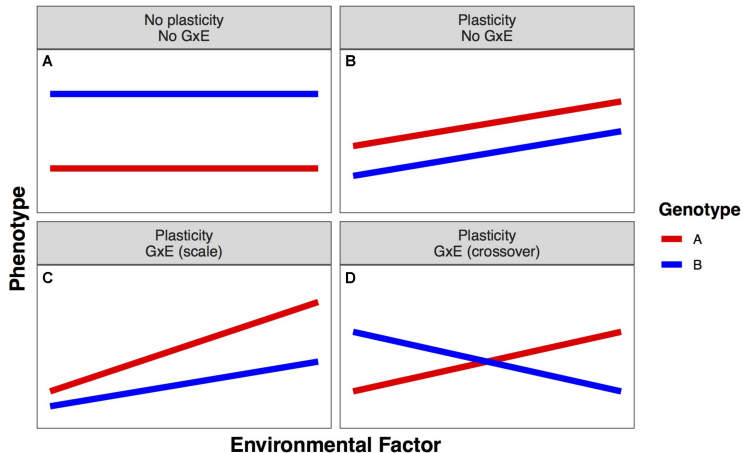 No plasticity
No GxE
Plasticity
No GxE
A
B
Phenotype
Plasticity
GxE (scale)
Plasticity
GxE (crossover)
C
D
Environmental Factor
Genotype
A
B